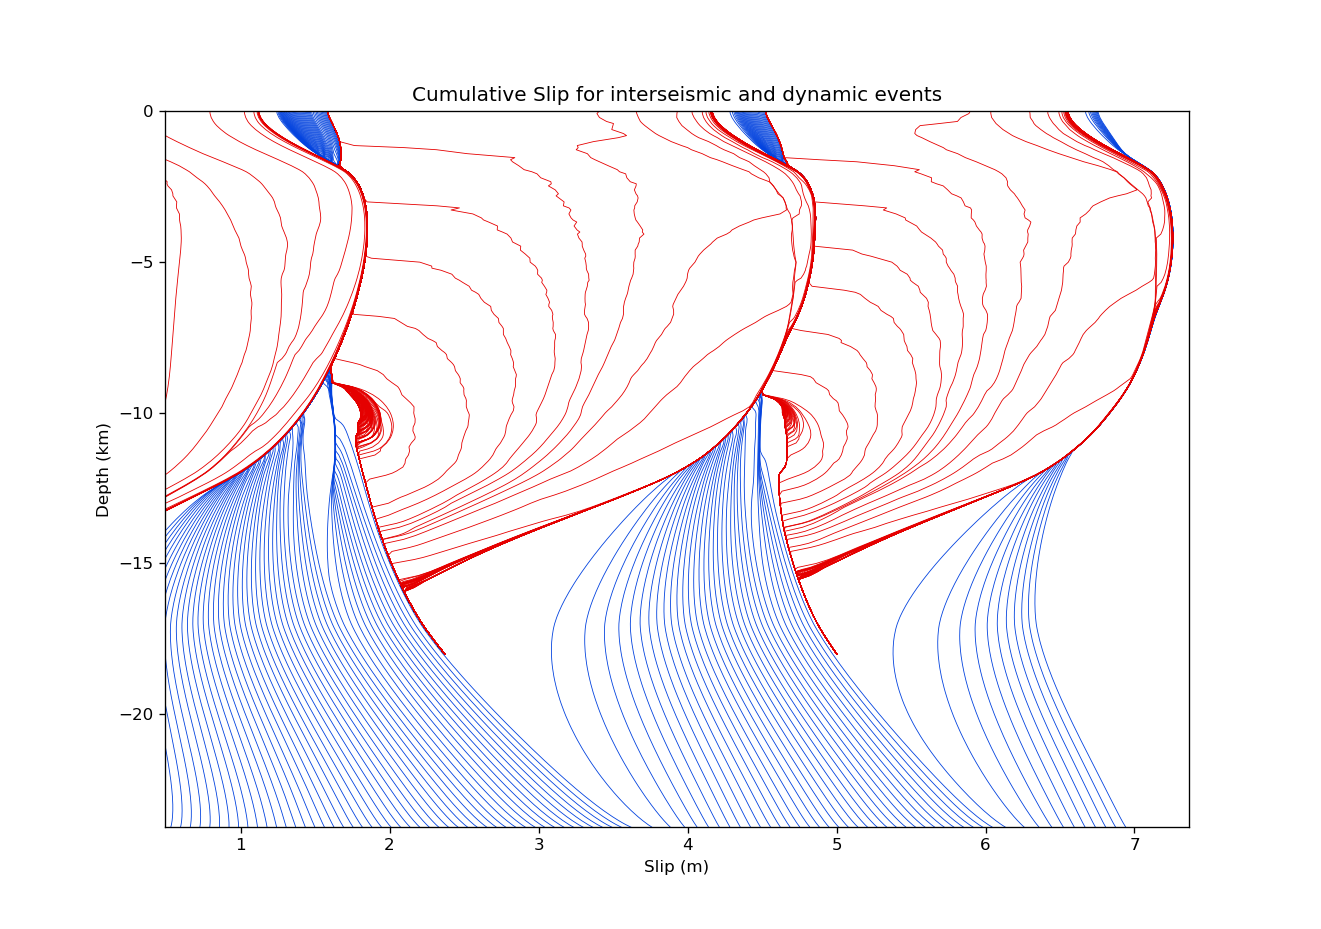 Cumulative Slip for interseismic and dynamic events
0
−5
−10
−15
−20
Depth (km)
1 2 3 4 5 6 7
Slip (m)